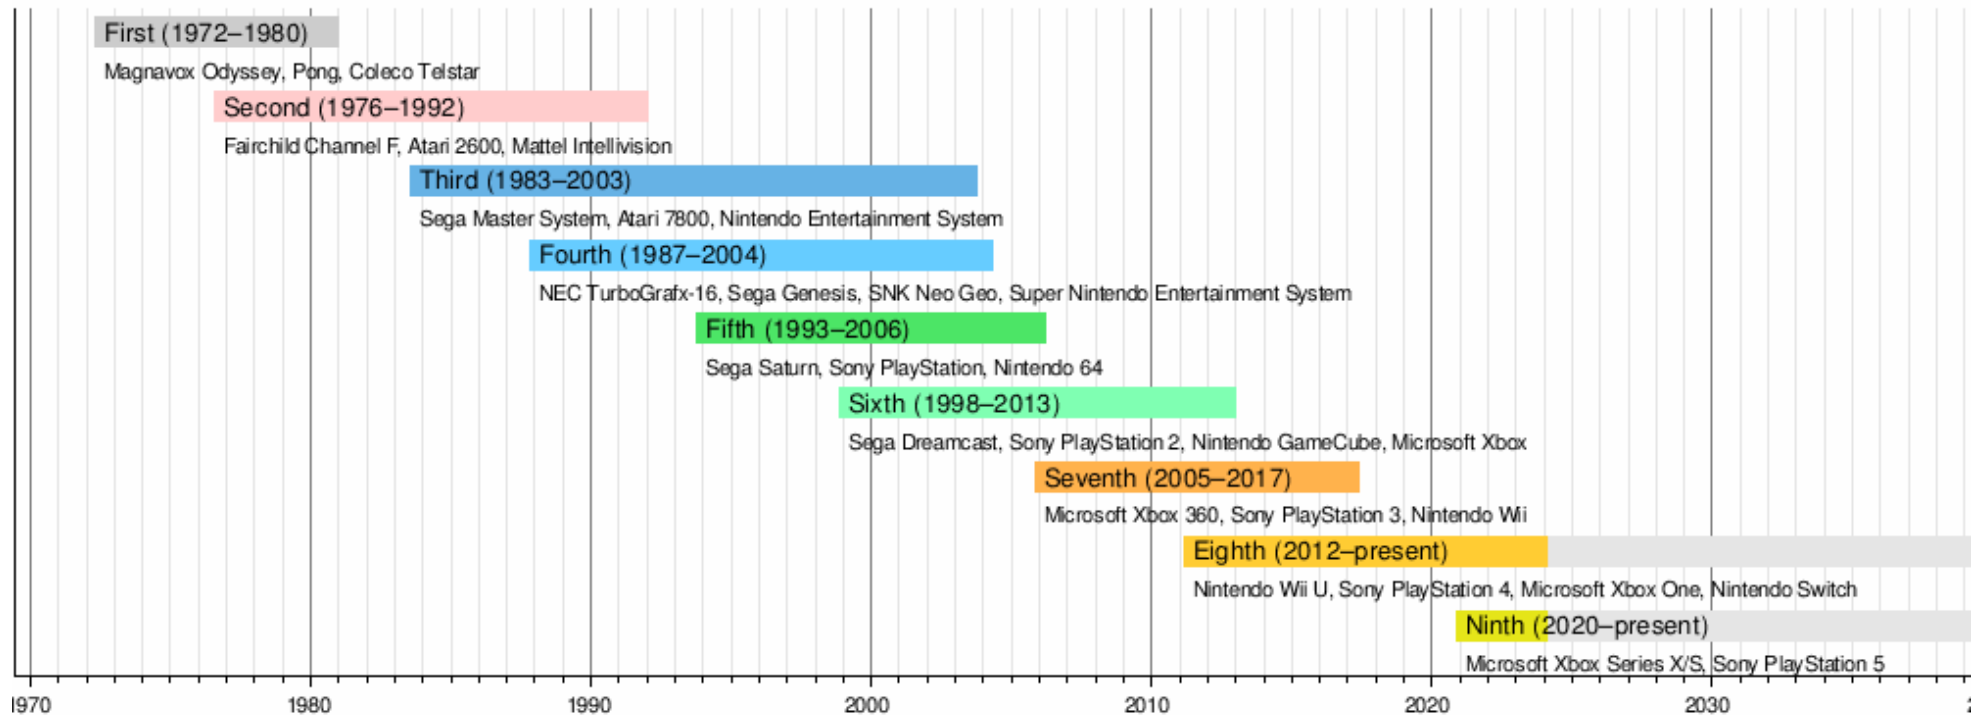 First (1972–1980)
Magnavox Odyssey, Pong, Coleco Telstar
Second (1976–1992)
Fairchild Channel F, Atari 2600, Mattel Intellivision
Third (1983–2003)
Sega Master System, Atari 7800, Nintendo Entertainment System
Fourth (1987–2004)
NEC TurboGrafx-16, Sega Genesis, SNK Neo Geo, Super Nintendo Entertainment System
Fifth (1993–2006)
Sega Saturn, Sony PlayStation, Nintendo 64
Sixth (1998–2013)
Sega Dreamcast, Sony PlayStation 2, Nintendo GameCube, Microsoft Xbox
Seventh (2005–2017)
Microsoft Xbox 360, Sony PlayStation 3, Nintendo Wii
Eighth (2012–present)
Nintendo Wii U, Sony PlayStation 4, Microsoft Xbox One, Nintendo Switch
Ninth (2020–present)
Microsoft Xbox Series X/S, Sony PlayStation 5
1970 1980 1990 2000 2010 2020 2030